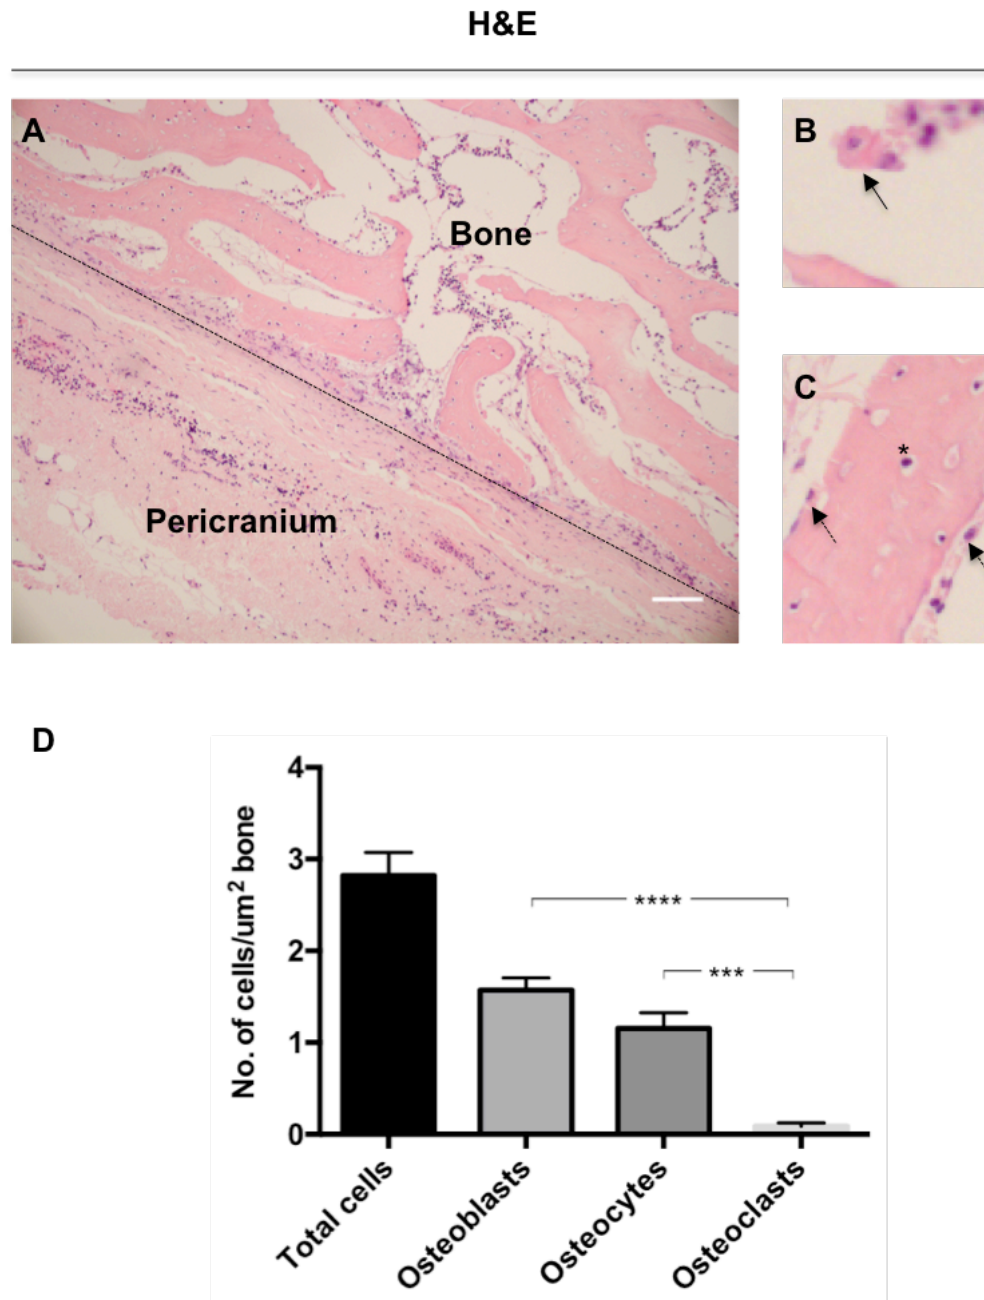 H&E
A
B
Bone
C
*
Pericranium
D
No. of cells/um² bone
4
3
2
1
0
****
***
Total cells
Osteoblasts
Osteocytes
Osteoclasts